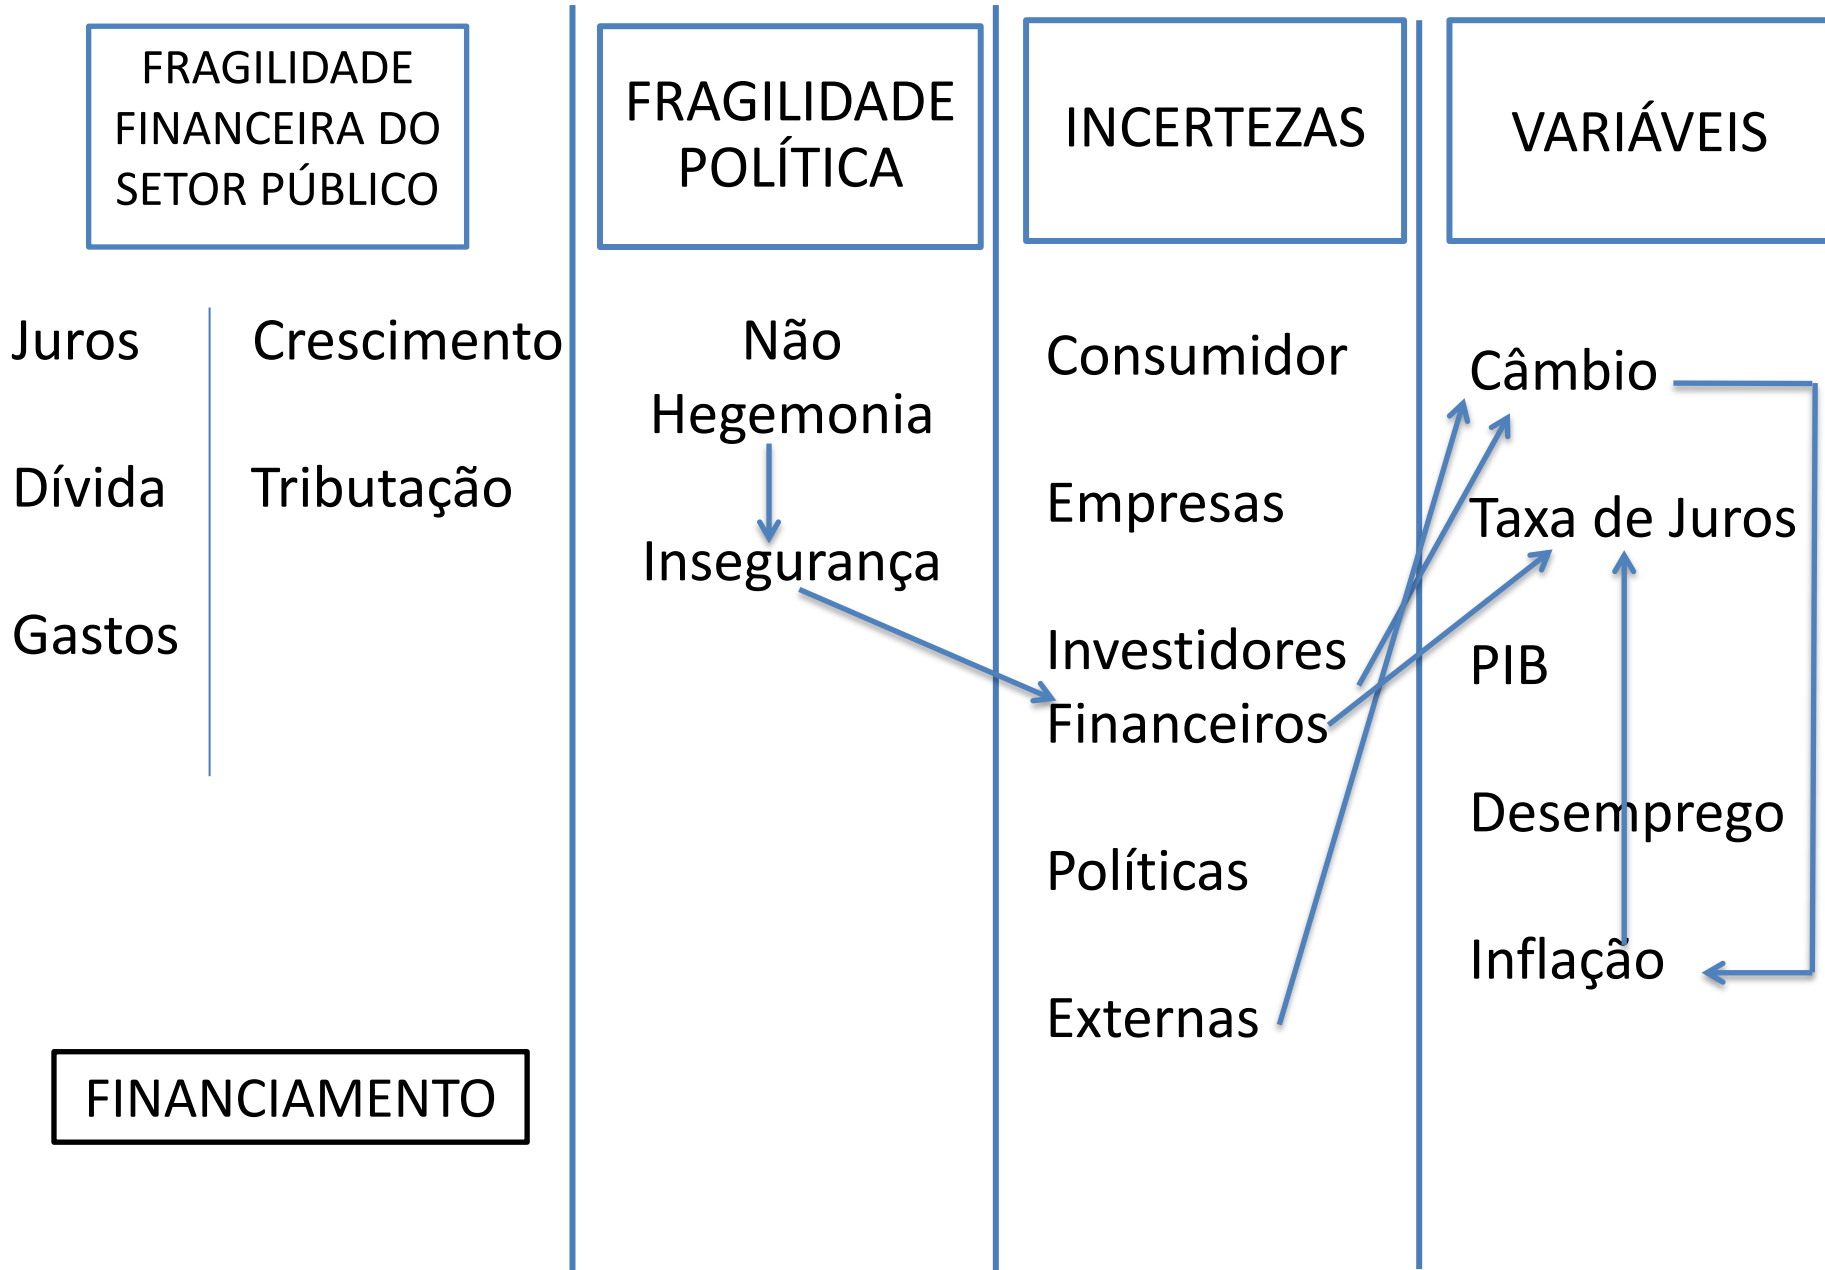 FRAGILIDADE
FINANCEIRA DO
SETOR PÚBLICO
Juros
Dívida
Gastos
Crescimento
Tributação
FINANCIAMENTO
FRAGILIDADE
POLÍTICA
Não
Hegemonia
Insegurança
INCERTEZAS
Consumidor
Empresas
Investidores
Financeiros
Políticas
Externas
VARIÁVEIS
Câmbio
Taxa de Juros
PIB
Desemprego
Inflação